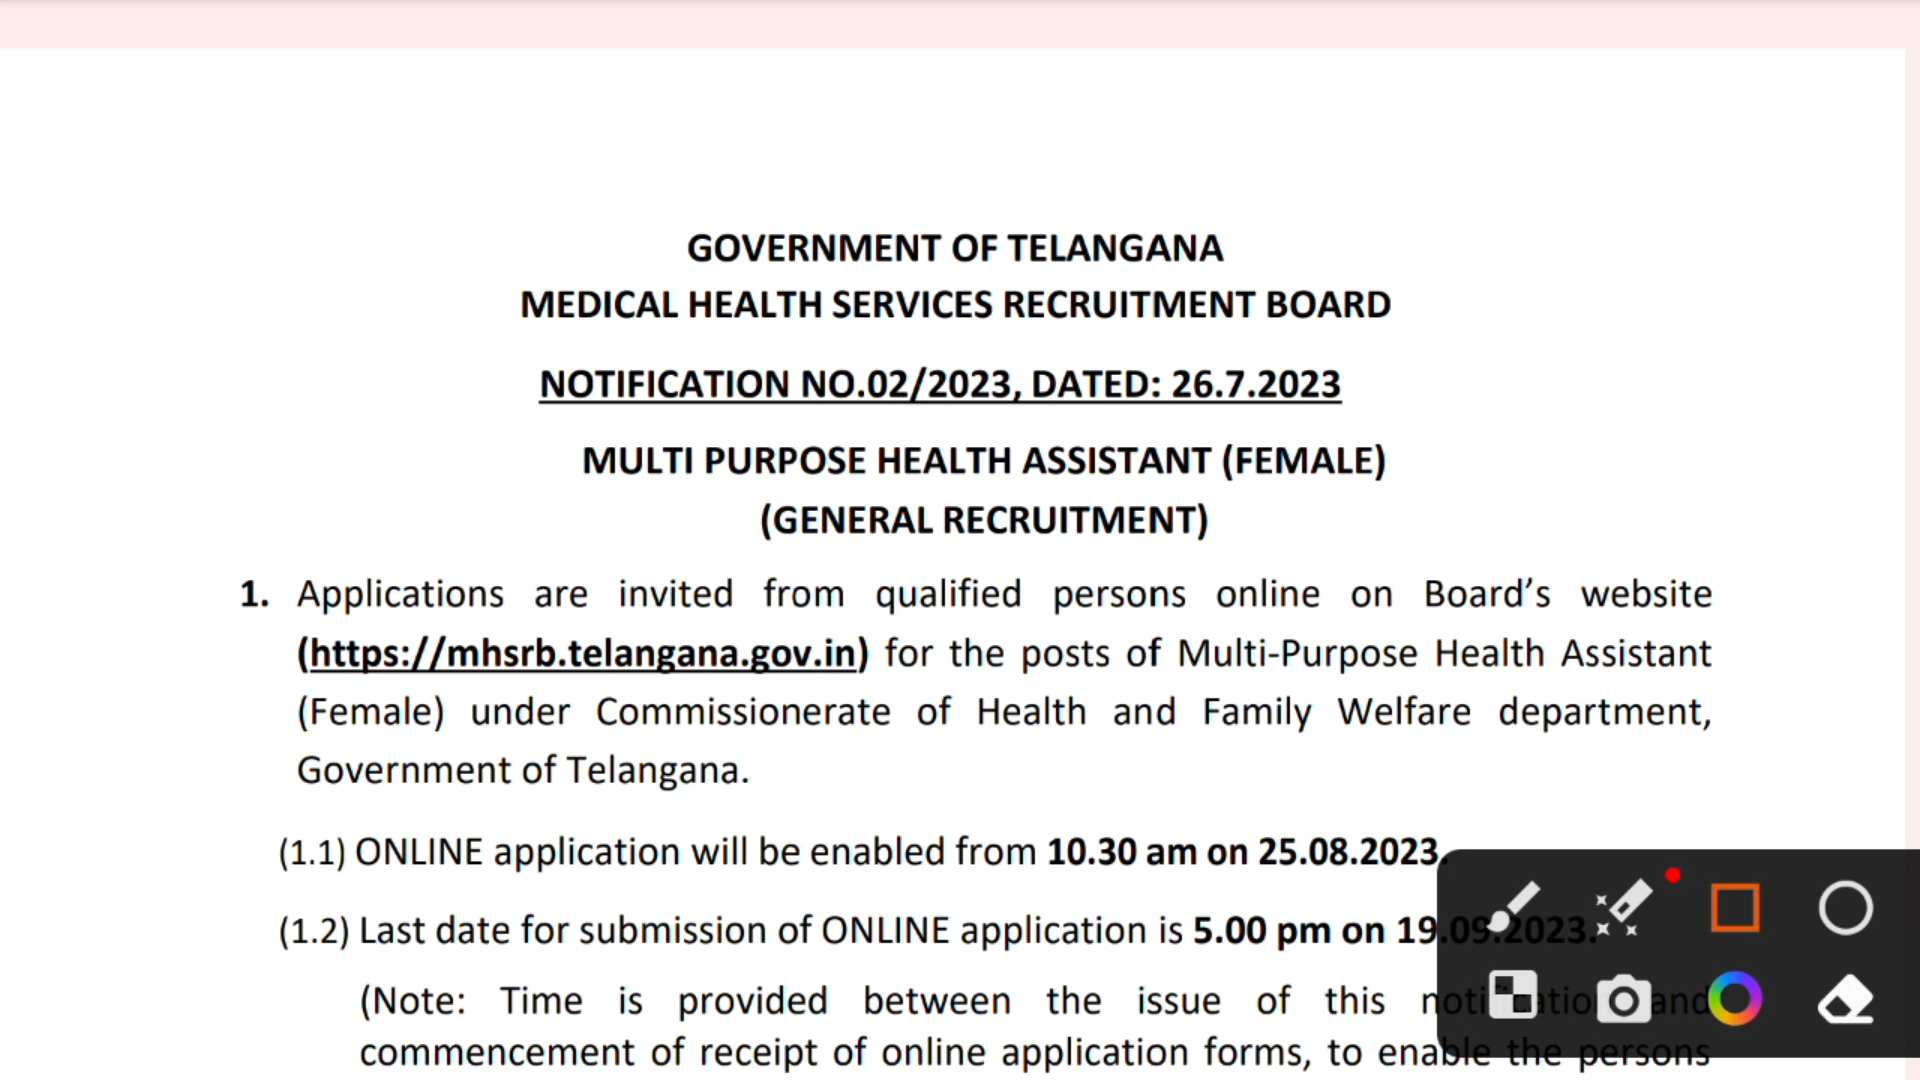 GOVERNMENT OF TELANGANA
MEDICAL HEALTH SERVICES RECRUITMENT BOARD
NOTIFICATION NO.02/2023, DATED: 26.7.2023
MULTI PURPOSE HEALTH ASSISTANT (FEMALE)
(GENERAL RECRUITMENT)
1. Applications are invited from qualified persons online on Board’s website
(https://mhsrb.telangana.gov.in) for the posts of Multi-Purpose Health Assistant
(Female) under Commissionerate of Health and Family Welfare department,
Government of Telangana.
(1.1) ONLINE application will be enabled from 10.30 am on 25.08.2023.
(1.2) Last date for submission of ONLINE application is 5.00 pm on 19.09.2023.
(Note: Time is provided between the issue of this notification and
commencement of receipt of online application forms, to enable the persons